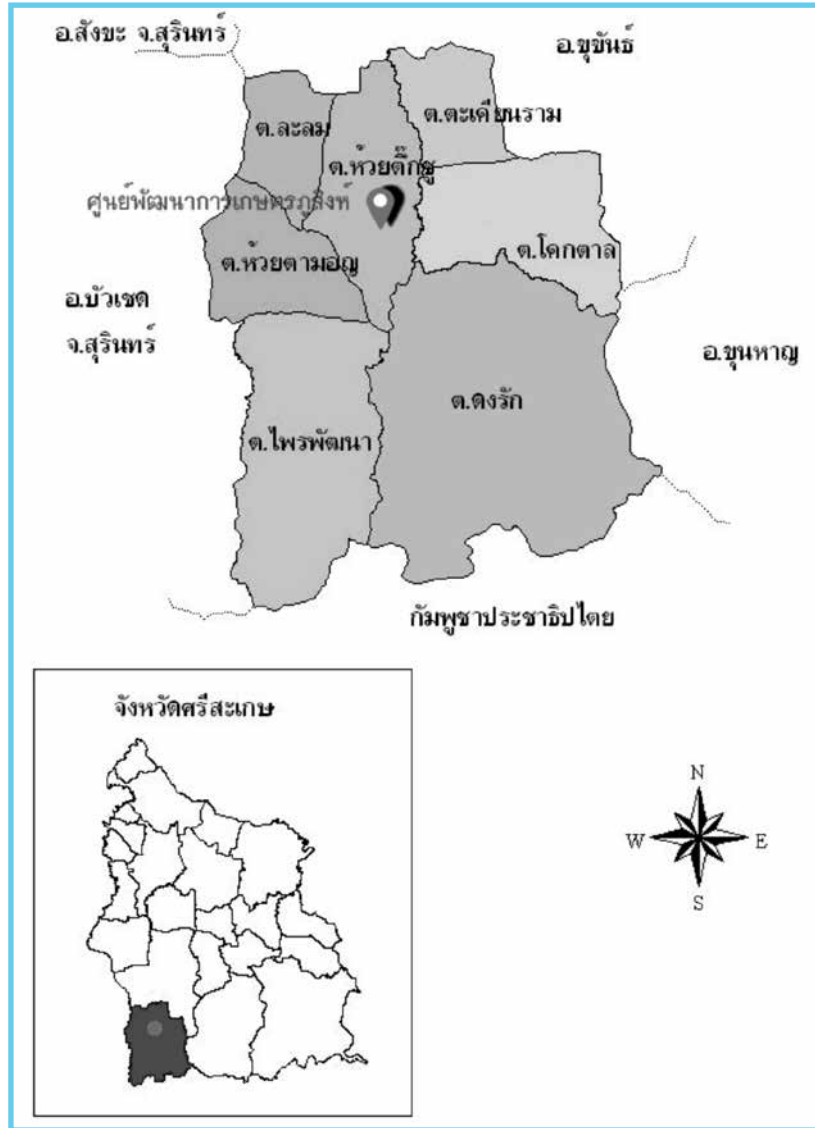 อ.สังขะ จ.สุรินทร์
อ.ขุขันธ์
ต.ละลม
ต.ตะเคียนราม
ต.ห้วยตึ๊กชู
ศูนย์พัฒนาการเกษตรภูสิงห์
ต.ห้วยตามอญ
ต.โคกตาล
อ.บัวเชด
จ.สุรินทร์
อ.ขุนหาญ
ต.ดงรัก
ต.ไพรพัฒนา
กัมพูชาประชาธิปไตย
จังหวัดศรีสะเกษ
N
W E
S